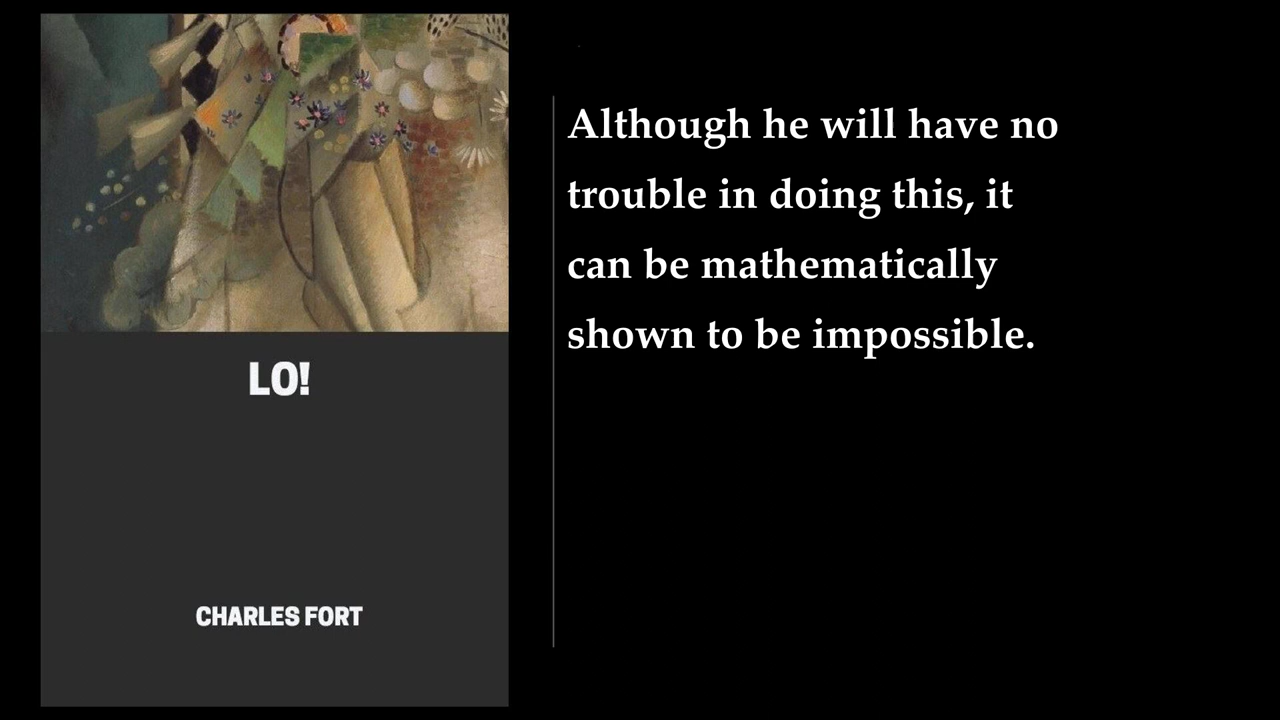 LO!
CHARLES FORT
Although he will have no
trouble in doing this, it
can be mathematically
shown to be impossible.